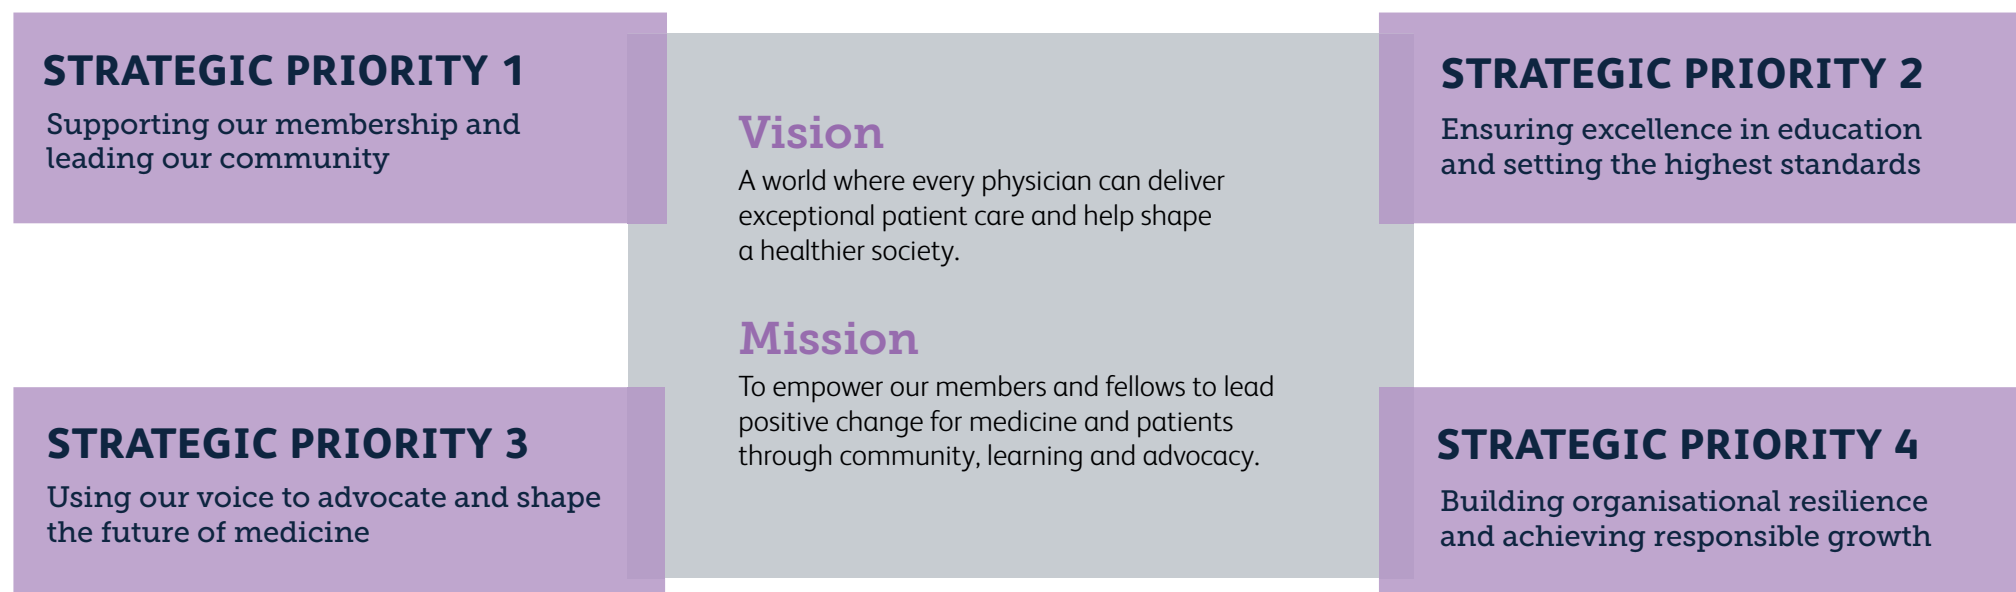 STRATEGIC PRIORITY 1
Supporting our membership and
leading our community
STRATEGIC PRIORITY 2
Ensuring excellence in education
and setting the highest standards
Vision
A world where every physician can deliver
exceptional patient care and help shape
a healthier society.
Mission
To empower our members and fellows to lead
positive change for medicine and patients
through community, learning and advocacy.
STRATEGIC PRIORITY 3
Using our voice to advocate and shape
the future of medicine
STRATEGIC PRIORITY 4
Building organisational resilience
and achieving responsible growth